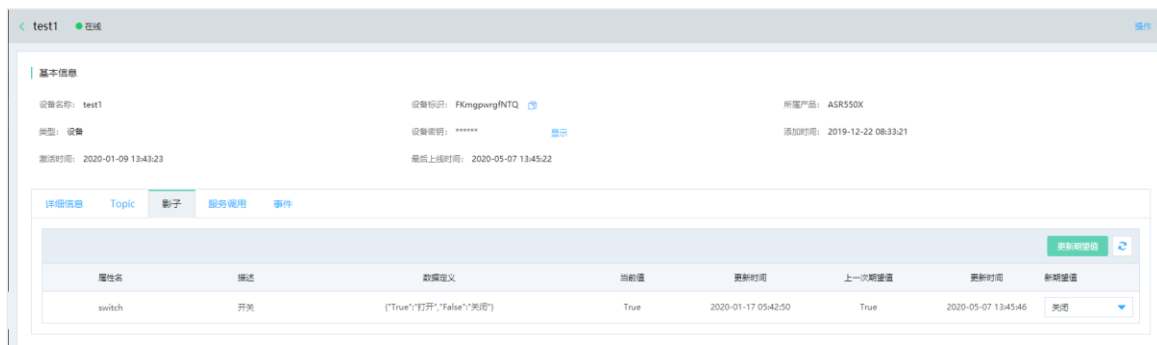 test1 在线 操作
基本信息
设备名称: test1 设备标识: FKmgpwrgfNTQ 所属产品: ASR550X
类型: 设备 设备密钥: ****** 显示 添加时间: 2019-12-22 08:33:21
激活时间: 2020-01-09 13:43:23 最后上线时间: 2020-05-07 13:45:22
详细信息 Topic 影子 服务调用 事件
更新期望值
属性名 描述 数据定义 当前值 更新时间 上一次期望值 更新时间 新期望值
switch 开关 {"True":"打开","False":"关闭"} True 2020-01-17 05:42:50 True 2020-05-07 13:45:46 关闭